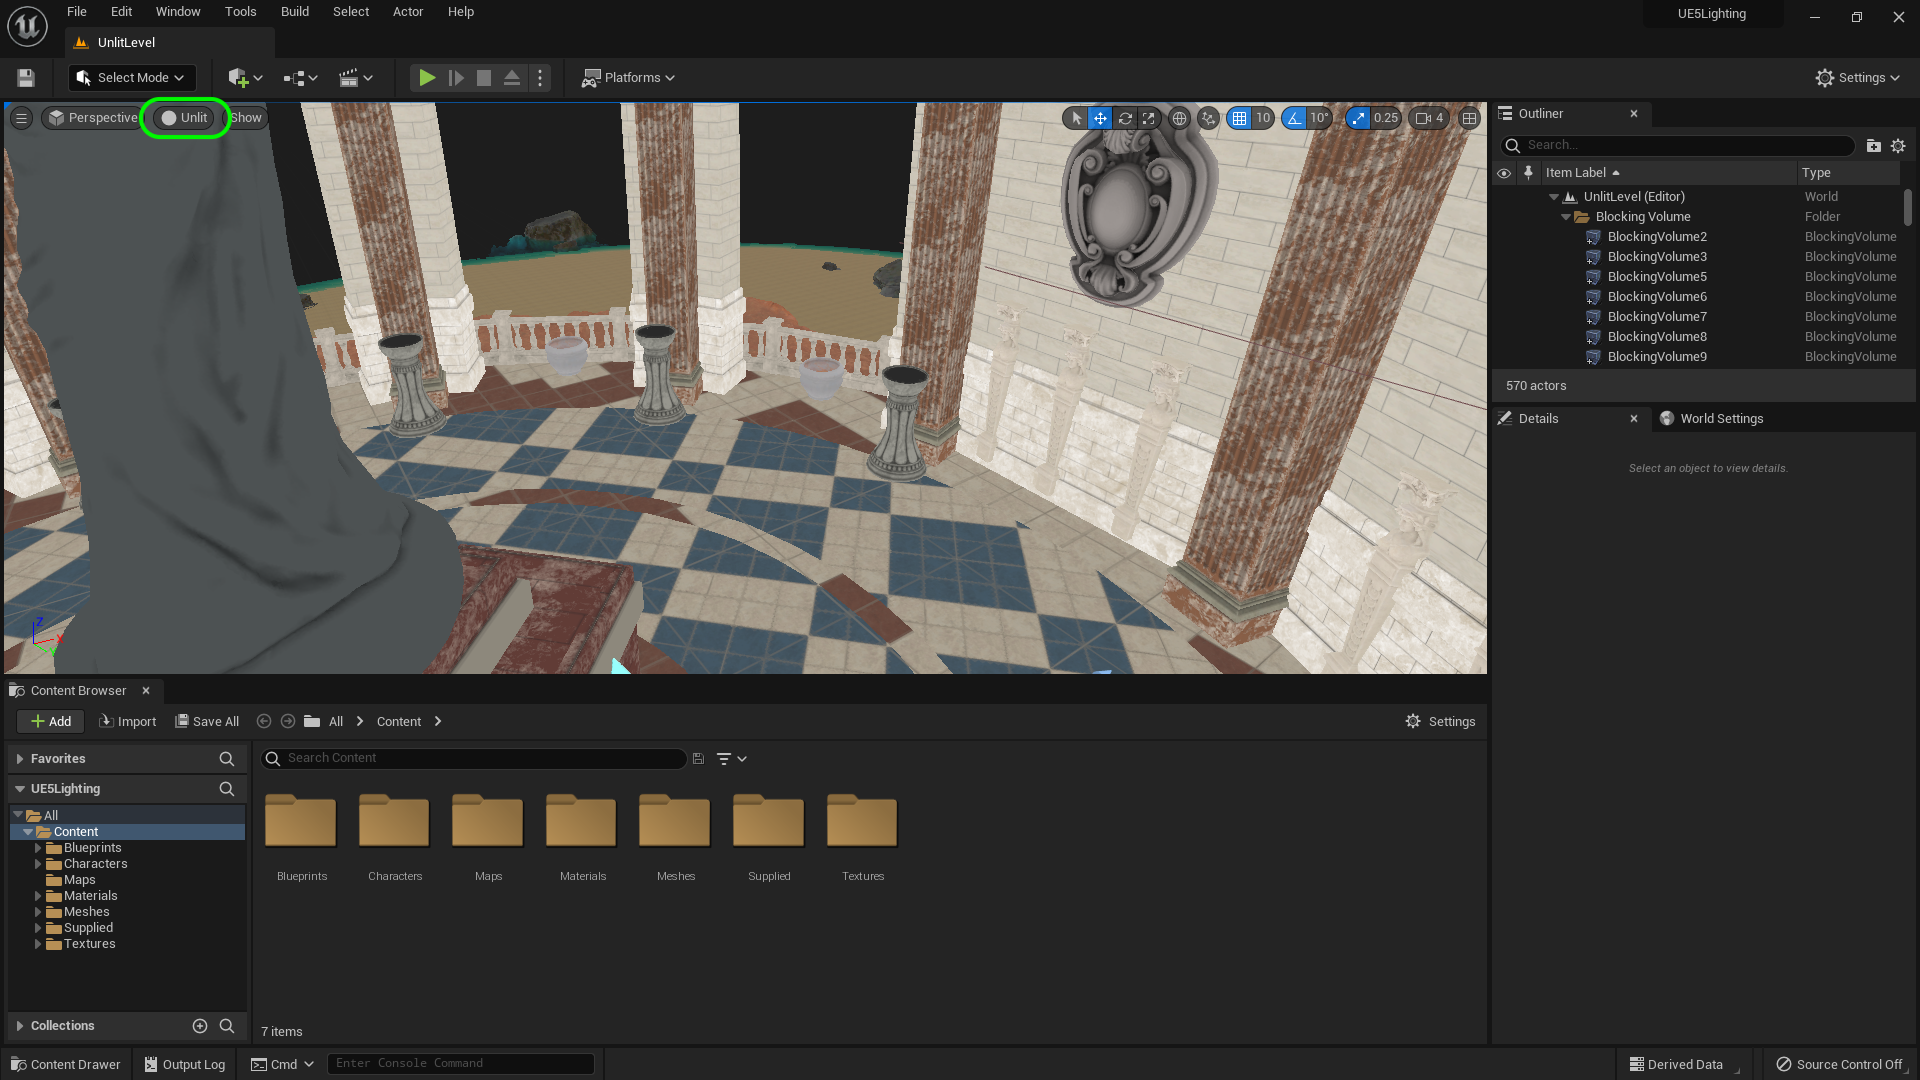 File Edit Window Tools Build Select Actor Help
UE5Lighting
UnlitLevel
Select Mode
Platforms
Settings
Perspective
Unlit
Show
10
10°
0.25
4
Outliner
Search...
Item Label
Type
UnlitLevel (Editor) World
Blocking Volume Folder
BlockingVolume2 BlockingVolume
BlockingVolume3 BlockingVolume
BlockingVolume5 BlockingVolume
BlockingVolume6 BlockingVolume
BlockingVolume7 BlockingVolume
BlockingVolume8 BlockingVolume
BlockingVolume9 BlockingVolume
570 actors
Details
World Settings
Select an object to view details.
Z
X
Y
Content Browser
Add
Import
Save All
All
Content
Settings
Favorites
Search Content
UE5Lighting
All
Content
Blueprints
Characters
Maps
Materials
Meshes
Supplied
Textures
Blueprints Characters Maps Materials Meshes Supplied Textures
Collections
7 items
Content Drawer
Output Log
Cmd
Enter Console Command
Derived Data
Source Control Off